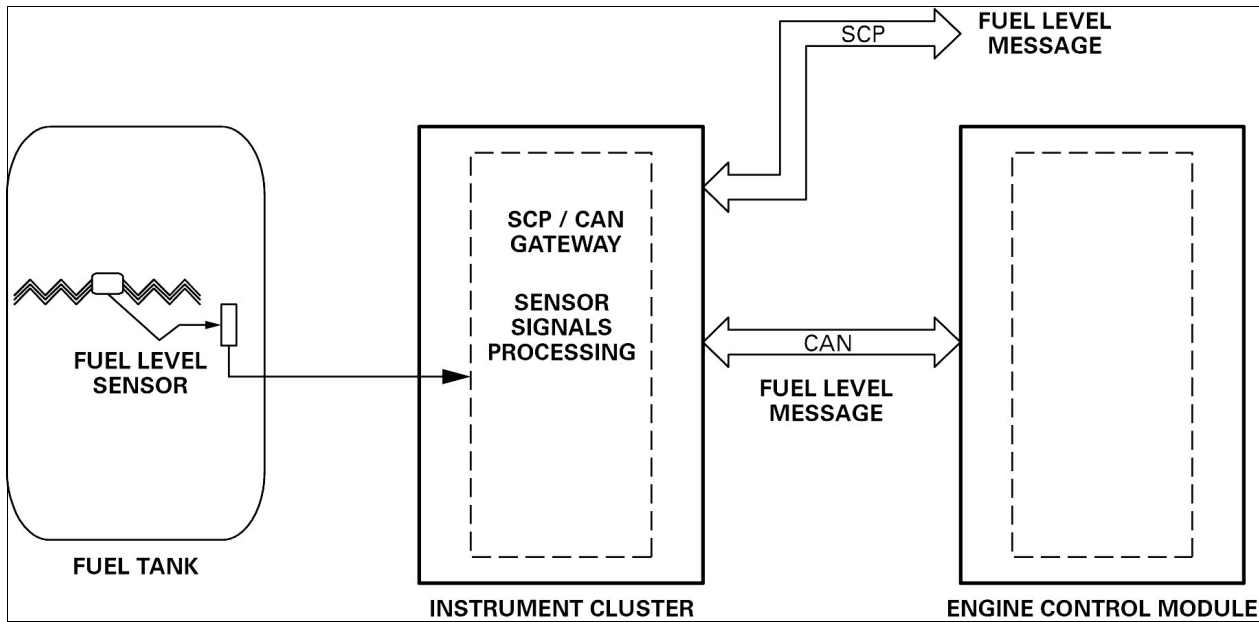 SCP
FUEL LEVEL
MESSAGE
SCP / CAN
GATEWAY
SENSOR
SIGNALS
PROCESSING
FUEL LEVEL
SENSOR
CAN
FUEL LEVEL
MESSAGE
FUEL TANK
INSTRUMENT CLUSTER
ENGINE CONTROL MODULE